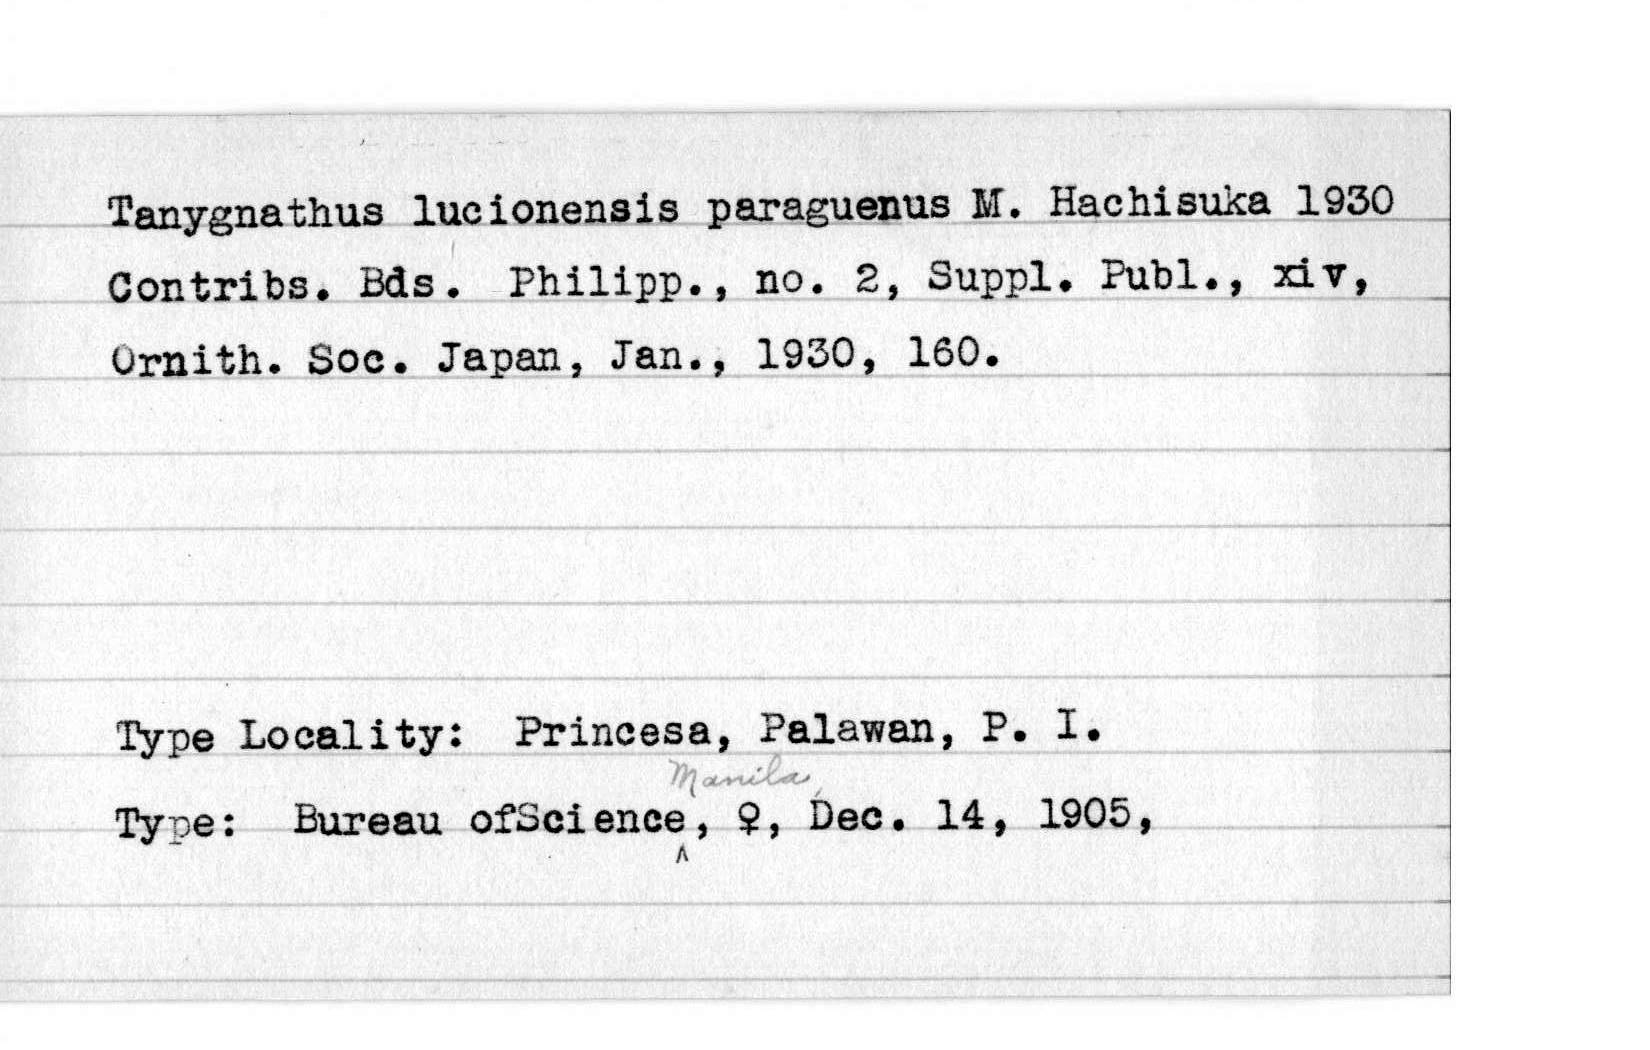 Tanygnathus lucionensis paraguenus M. Hachisuka 1930
Contribs. Bds. Philipp., no. 2, Suppl. Publ., xiv,
Ornith. Soc. Japan, Jan., 1930, 160.
Type Locality: Princesa, Palawan, P. I.
Manila,
Type: Bureau ofScience, ♀, Dec. 14, 1905,